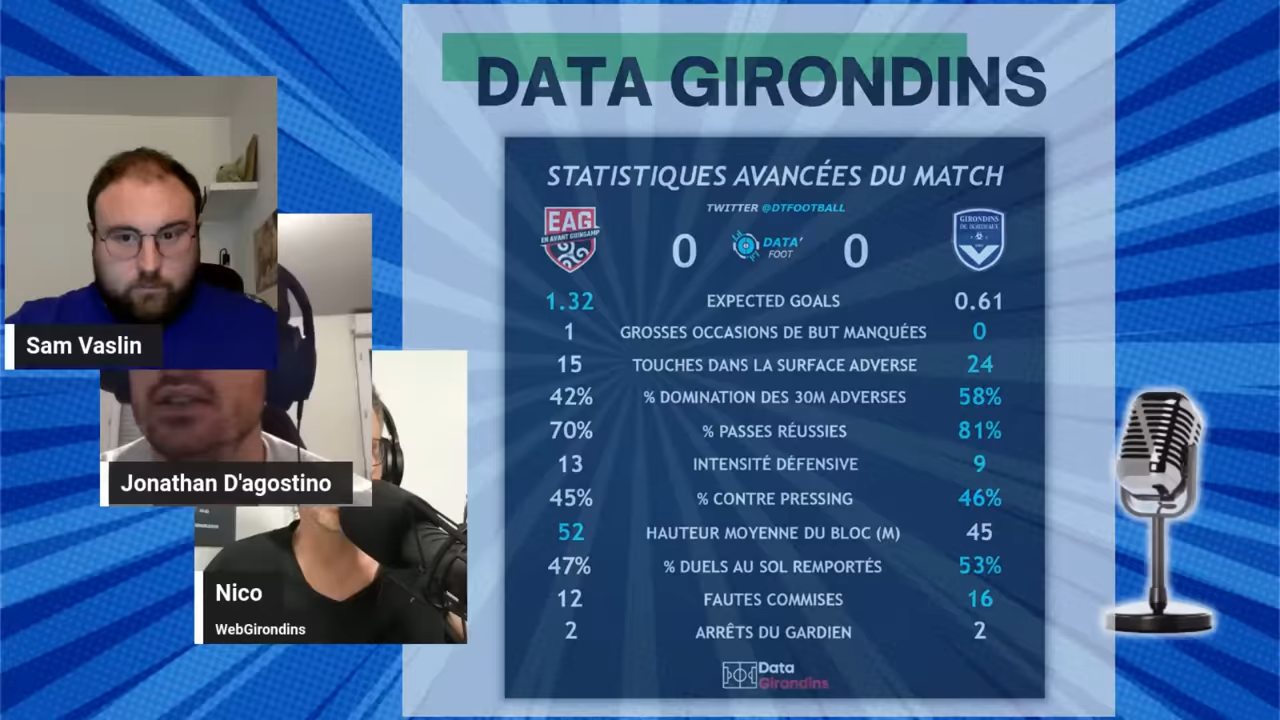 DATA GIRONDINS
STATISTIQUES AVANCÉES DU MATCH
TWITTER @DTFOOTBALL
EAG
EN AVANT GUINGAMP
GIRONDINS
DE BORDEAUX
0 DATA' FOOT 0
1.32 EXPECTED GOALS 0.61
1 GROSSES OCCASIONS DE BUT MANQUÉES 0
15 TOUCHES DANS LA SURFACE ADVERSE 24
42% % DOMINATION DES 30M ADVERSES 58%
70% % PASSES RÉUSSIES 81%
13 INTENSITÉ DÉFENSIVE 9
45% % CONTRE PRESSING 46%
52 HAUTEUR MOYENNE DU BLOC (M) 45
47% % DUELS AU SOL REMPORTÉS 53%
12 FAUTES COMMISES 16
2 ARRÊTS DU GARDIEN 2
Data
Girondins
Sam Vaslin
Jonathan D'agostino
Nico
WebGirondins